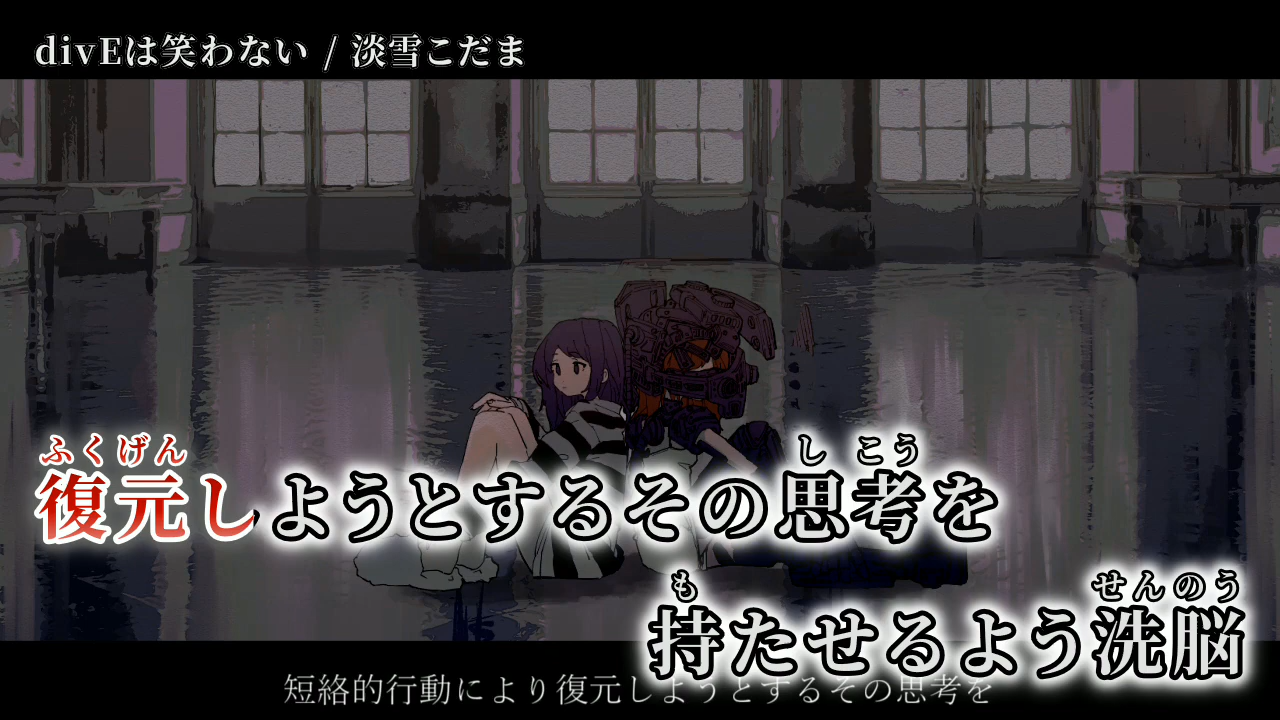 divEは笑わない / 淡雪こだま
ふくげん
しこう
復元しようとするその思考を
も
せんのう
持たせるよう洗脳
短絡的行動により復元しようとするその思考を